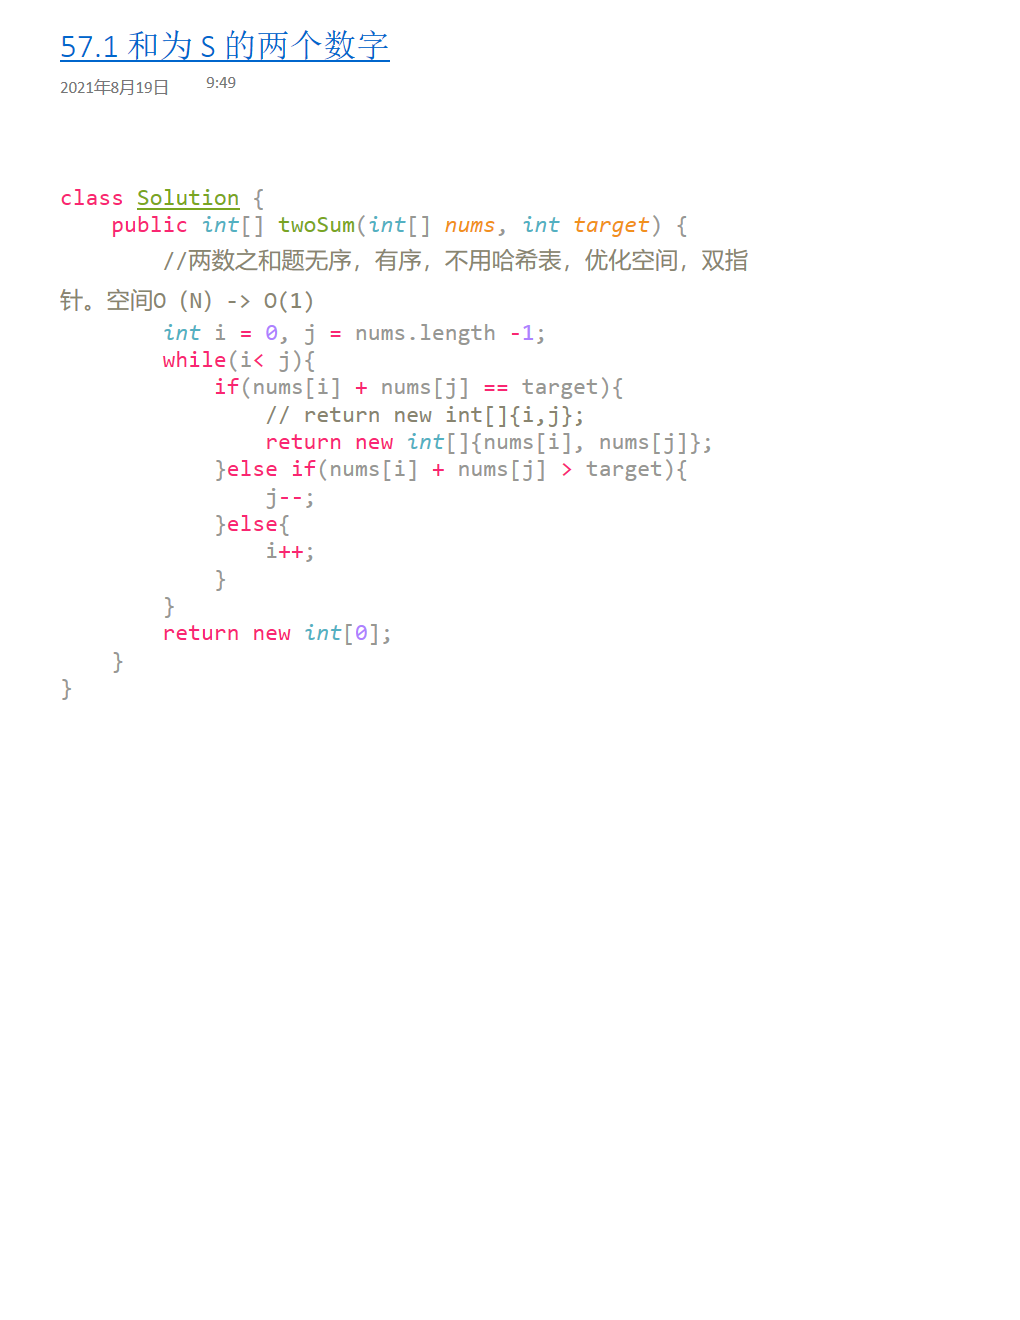 57.1 和为 S 的两个数字
2021年8月19日 9:49
class Solution {
    public int[] twoSum(int[] nums, int target) {
        //两数之和题无序，有序，不用哈希表，优化空间，双指
针。空间O（N）-> O(1)
        int i = 0, j = nums.length -1;
        while(i< j){
            if(nums[i] + nums[j] == target){
                // return new int[]{i,j};
                return new int[]{nums[i], nums[j]};
            }else if(nums[i] + nums[j] > target){
                j--;
            }else{
                i++;
            }
        }
        return new int[0];
    }
}